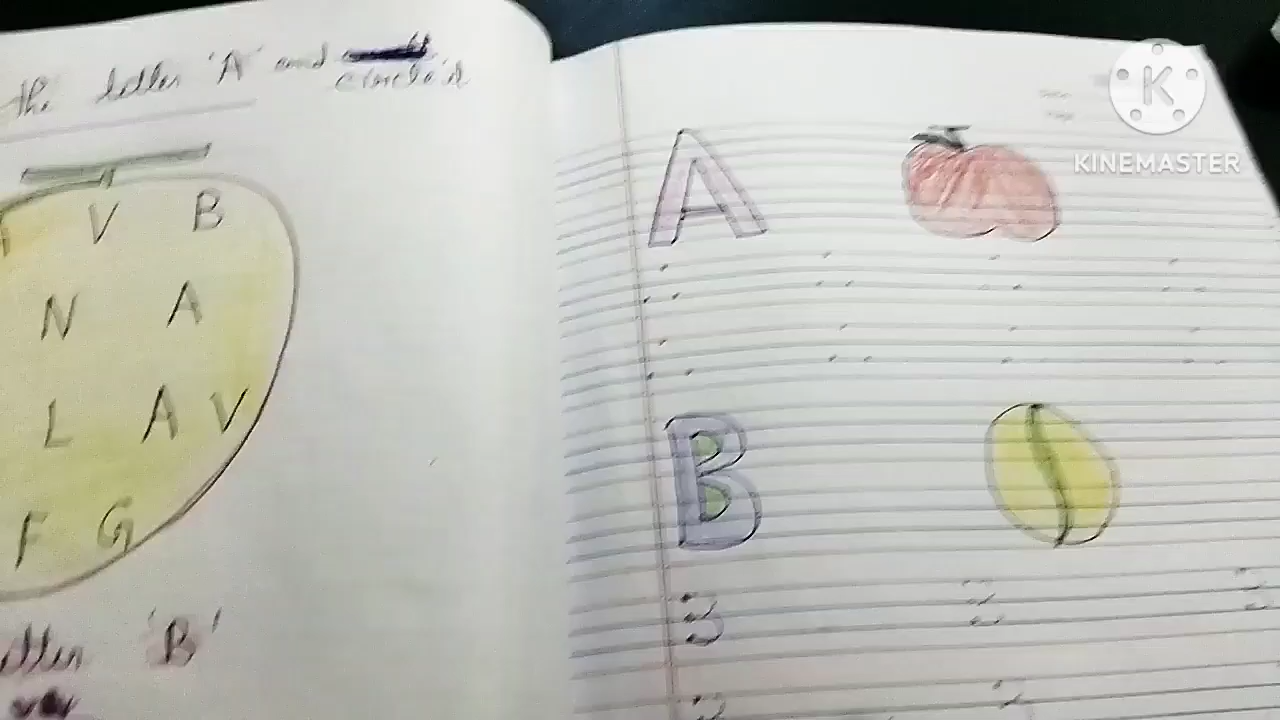 the letter 'A' and
circle it
V B
N A
L A V
F G
letter 'B'
A
B
K
KINEMASTER